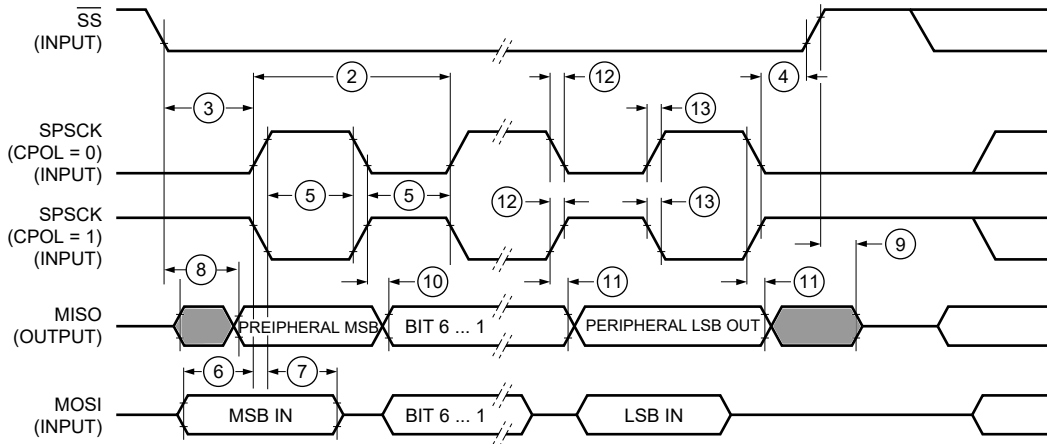 SS
(INPUT)
2
12
4
3
13
SPSCK
(CPOL = 0)
(INPUT)
5
5
12
13
SPSCK
(CPOL = 1)
(INPUT)
9
8
10
11
11
MISO
(OUTPUT)
PREIPHERAL MSB
BIT 6 ... 1
PERIPHERAL LSB OUT
6
7
MOSI
(INPUT)
MSB IN
BIT 6 ... 1
LSB IN